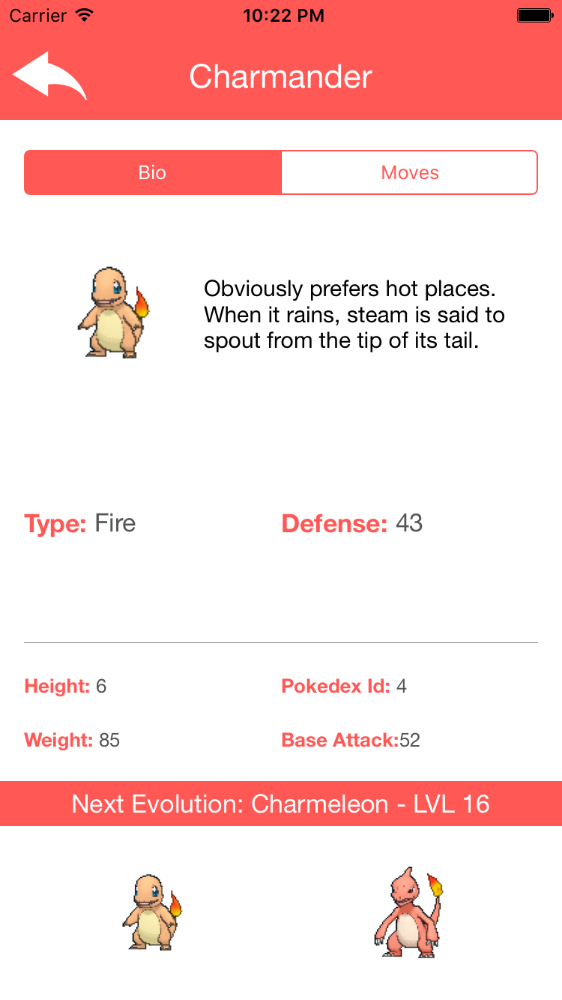 Carrier 10:22 PM
Charmander
Bio Moves
Obviously prefers hot places.
When it rains, steam is said to
spout from the tip of its tail.
Type: Fire Defense: 43
Height: 6 Pokedex Id: 4
Weight: 85 Base Attack:52
Next Evolution: Charmeleon - LVL 16